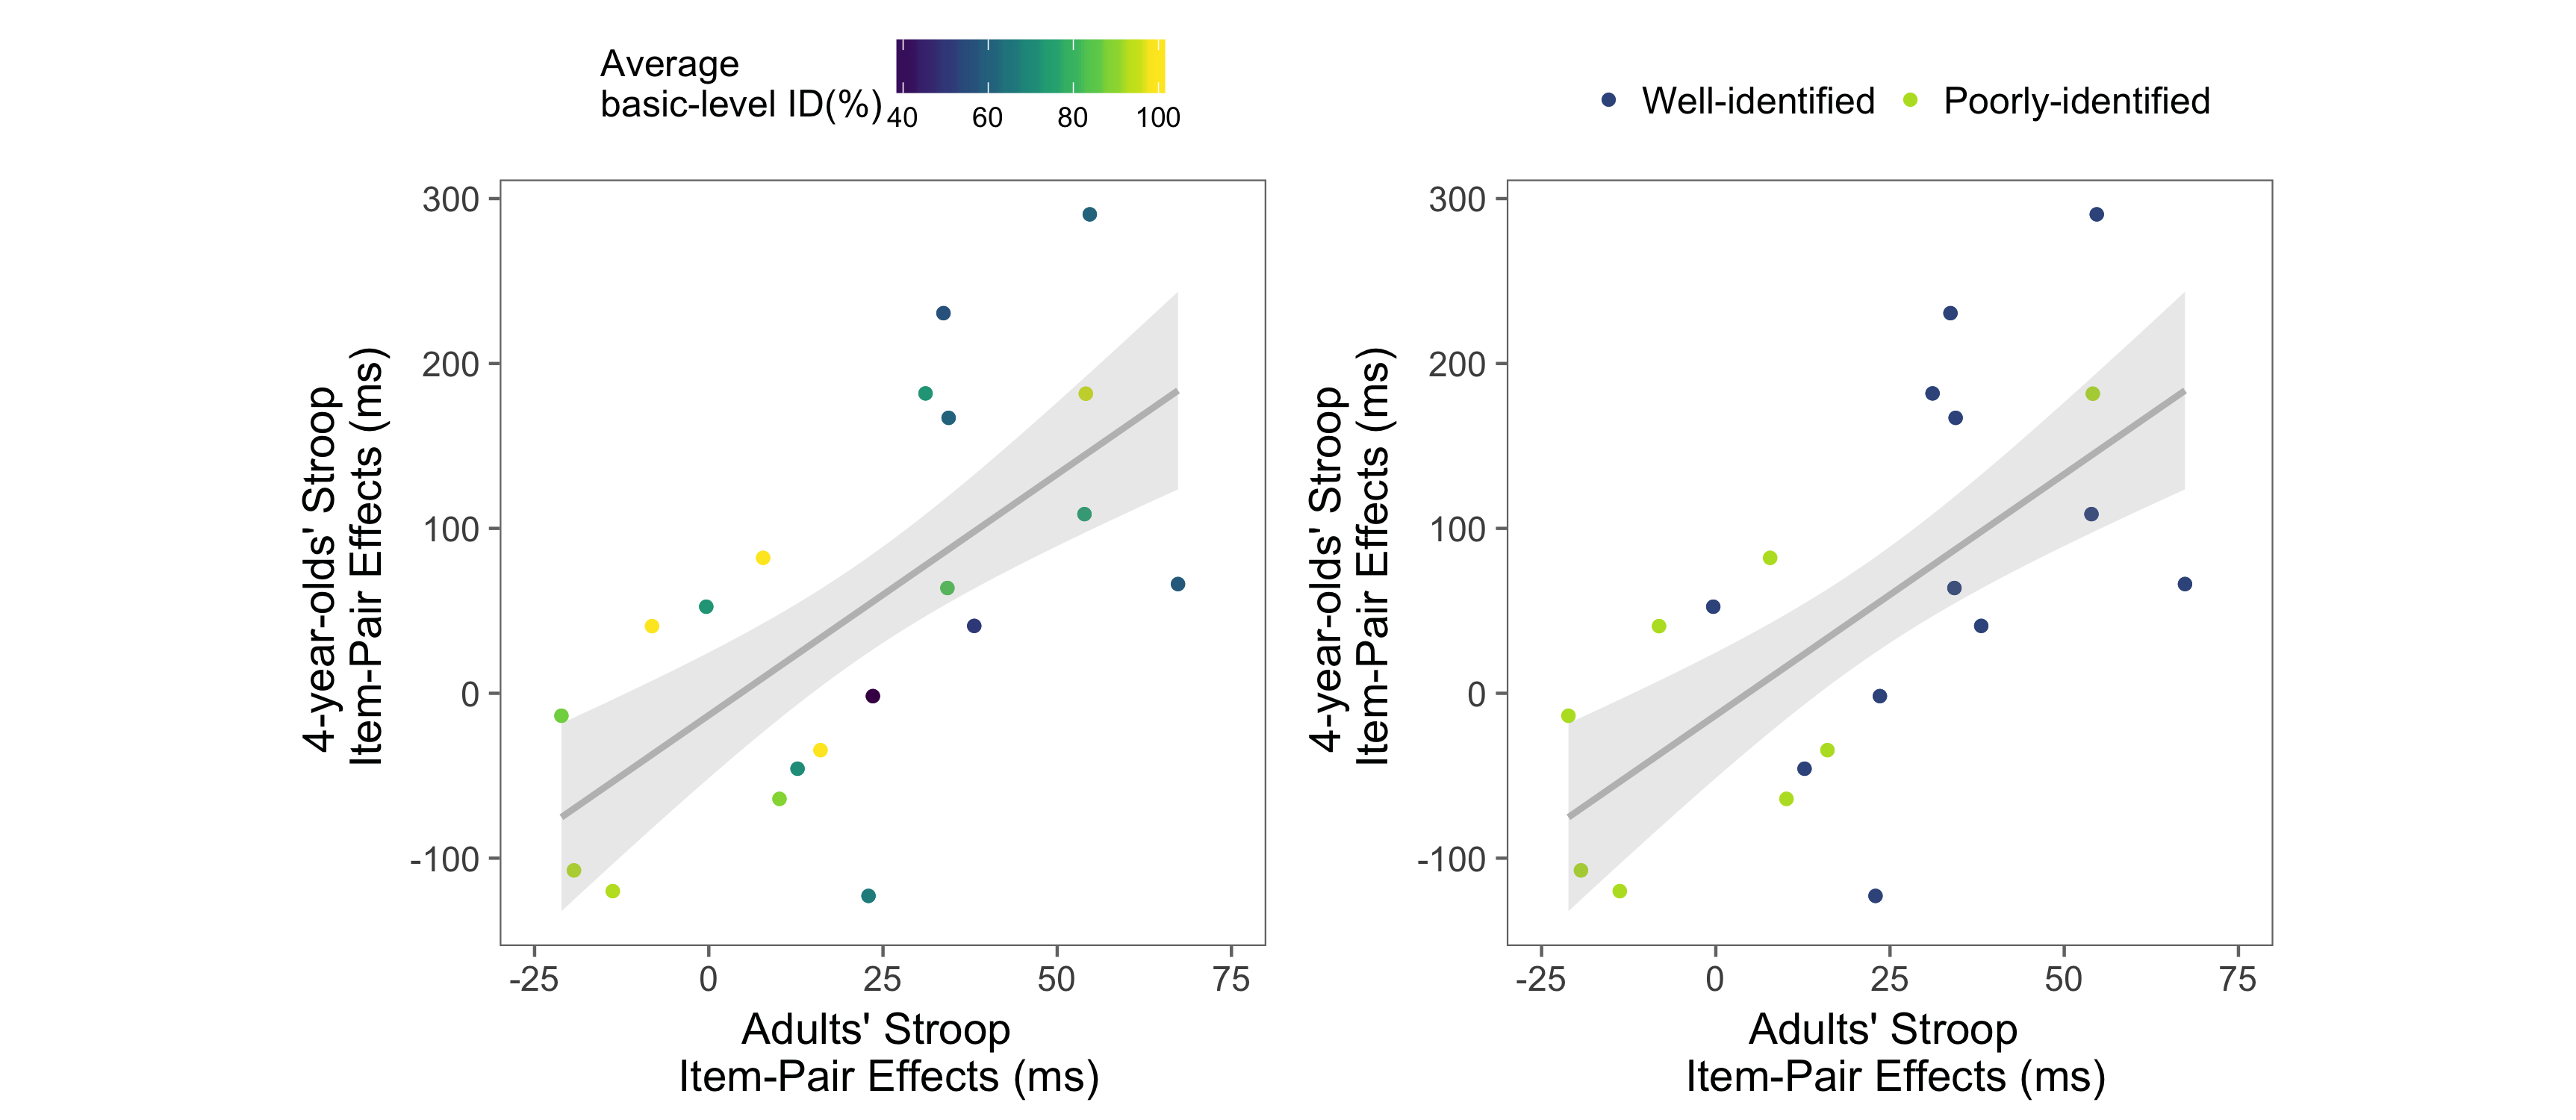 Average
basic-level ID(%)
40 60 80 100
Well-identified
Poorly-identified
4-year-olds' Stroop
Item-Pair Effects (ms)
300
200
100
0
-100
-25 0 25 50 75
Adults' Stroop
Item-Pair Effects (ms)
4-year-olds' Stroop
Item-Pair Effects (ms)
300
200
100
0
-100
-25 0 25 50 75
Adults' Stroop
Item-Pair Effects (ms)